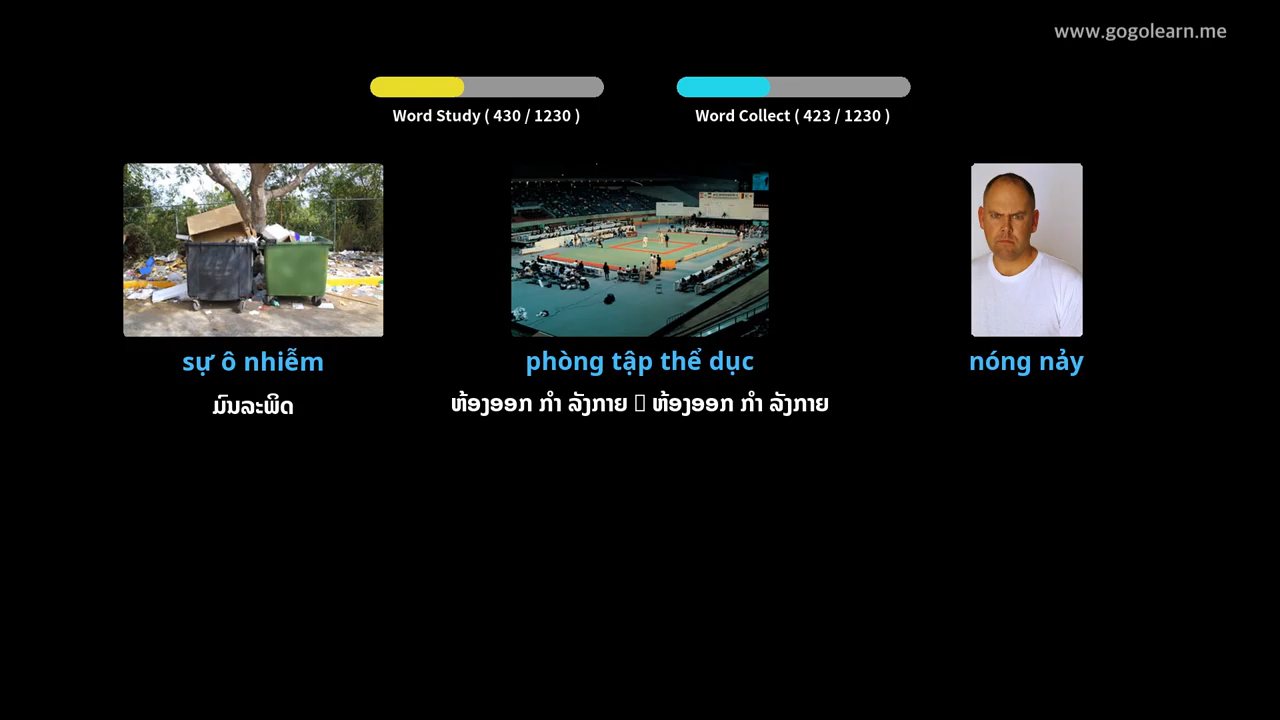 www.gogolearn.me
Word Study ( 430 / 1230 )
Word Collect ( 423 / 1230 )
sự ô nhiễm
phòng tập thể dục
nóng nảy
ມົນລະພິດ
ຫ້ອງອອກ ກຳ ລັງກາຍ ▯ ຫ້ອງອອກ ກຳ ລັງກາຍ